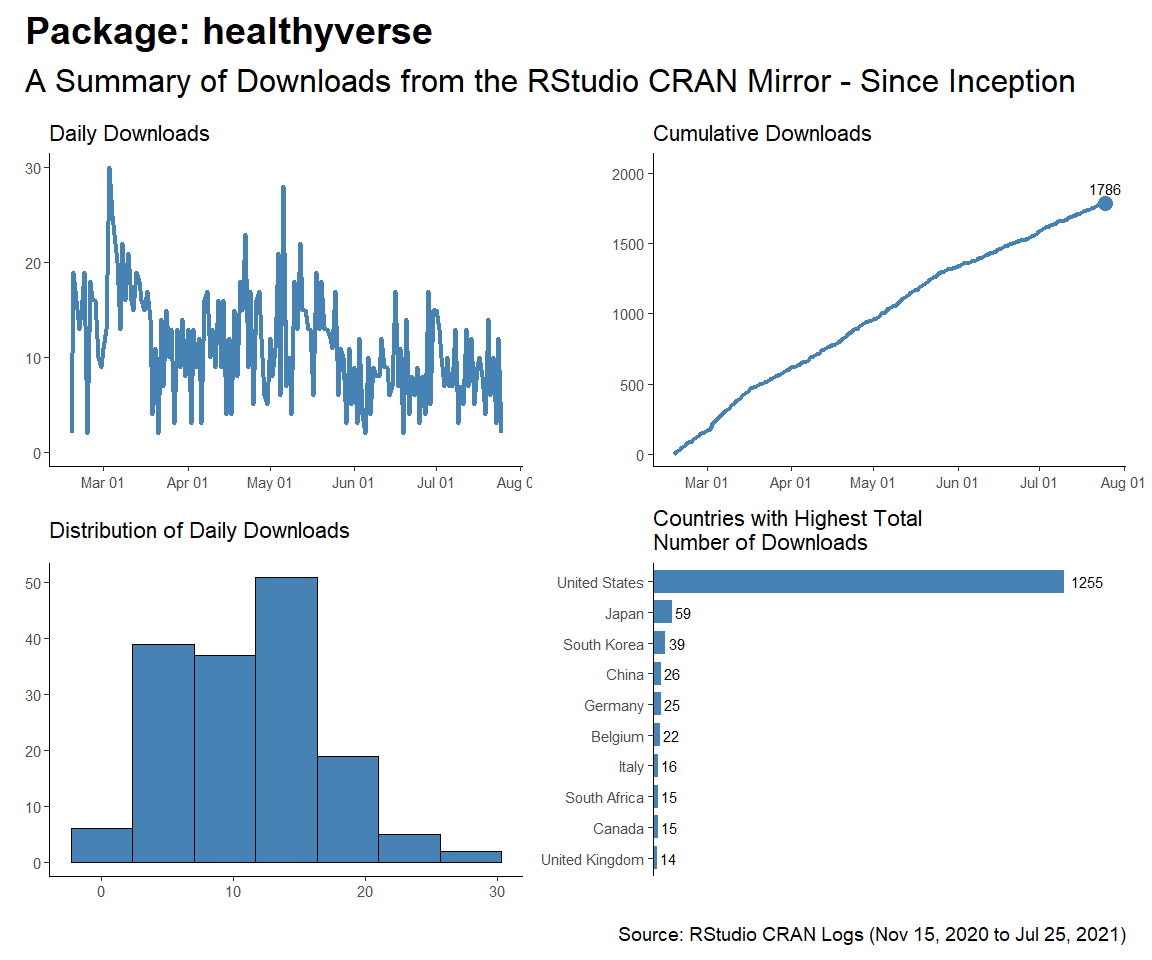 Package: healthyverse
A Summary of Downloads from the RStudio CRAN Mirror - Since Inception
Daily Downloads
30
20
10
0
Mar 01 Apr 01 May 01 Jun 01 Jul 01 Aug 0
Cumulative Downloads
2000
1500
1000
500
0
1786
Mar 01 Apr 01 May 01 Jun 01 Jul 01 Aug 01
Distribution of Daily Downloads
50
40
30
20
10
0
0 10 20 30
Countries with Highest Total
Number of Downloads
United States 1255
Japan 59
South Korea 39
China 26
Germany 25
Belgium 22
Italy 16
South Africa 15
Canada 15
United Kingdom 14
Source: RStudio CRAN Logs (Nov 15, 2020 to Jul 25, 2021)